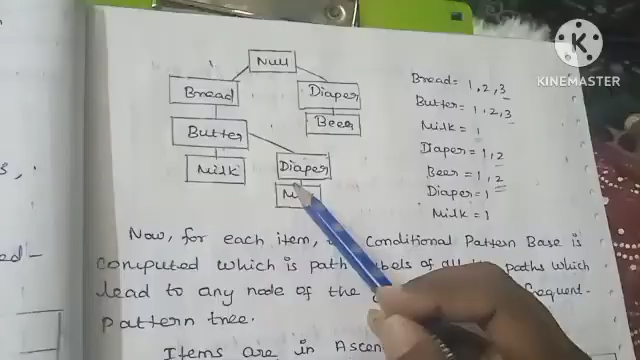 KINEMASTER
Null
Bread
Diaper
Butter
Beer
Milk
Diaper
Bread = 1, 2, 3
Butter = 1, 2, 3
Milk = 1
Diaper = 1, 2
Beer = 1, 2
Diaper = 1
Milk = 1
Now, for each item, Conditional Pattern Base is
computed which is path labels of all paths which
lead to any node of the
pattern tree.
Items are in